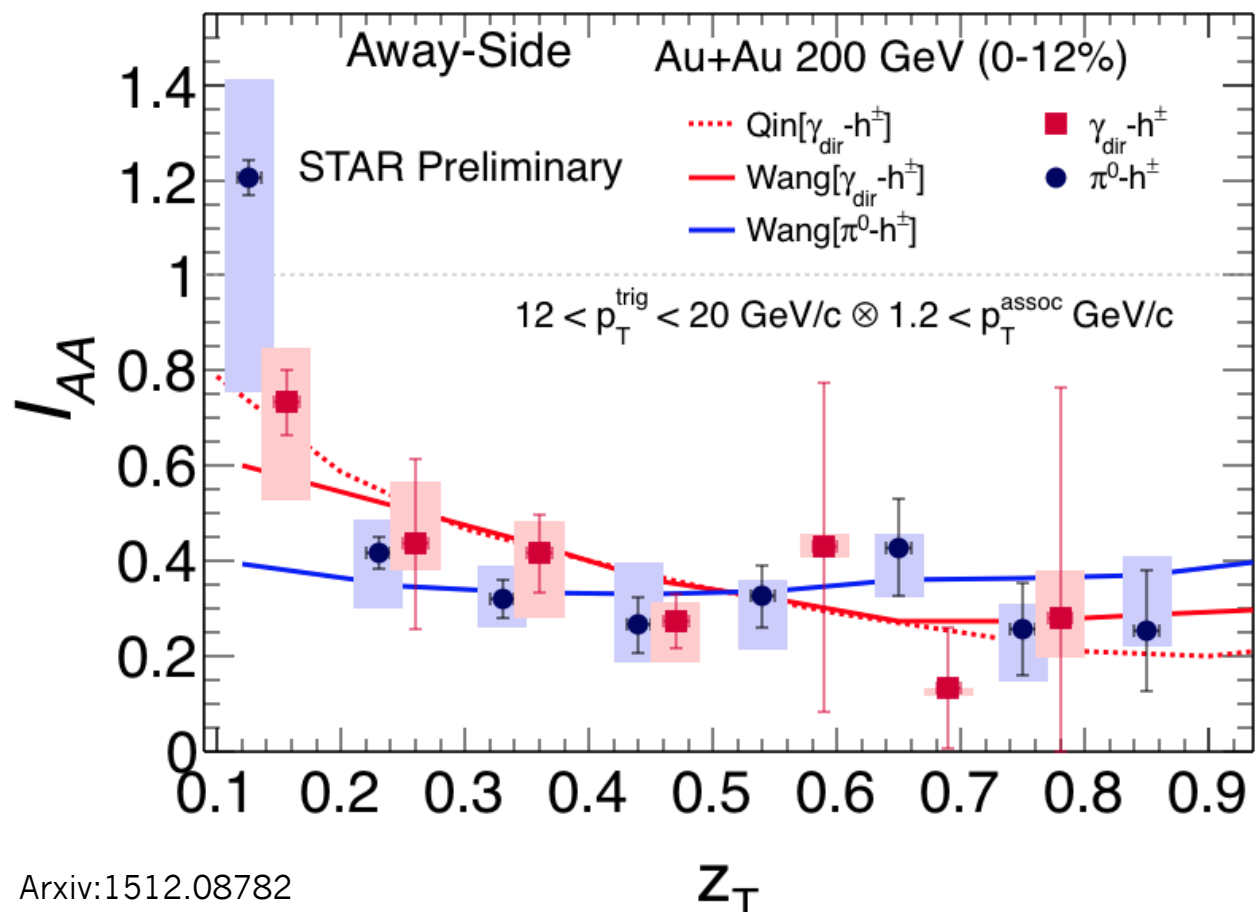 Away-Side Au+Au 200 GeV (0-12%)
STAR Preliminary
Qin[γdir-h±]
Wang[γdir-h±]
Wang[π0-h±]
γdir-h±
π0-h±
12 < pTtrig < 20 GeV/c ⊗ 1.2 < pTassoc GeV/c
IAA
1.4
1.2
1
0.8
0.6
0.4
0.2
0
0.1 0.2 0.3 0.4 0.5 0.6 0.7 0.8 0.9
zT
Arxiv:1512.08782